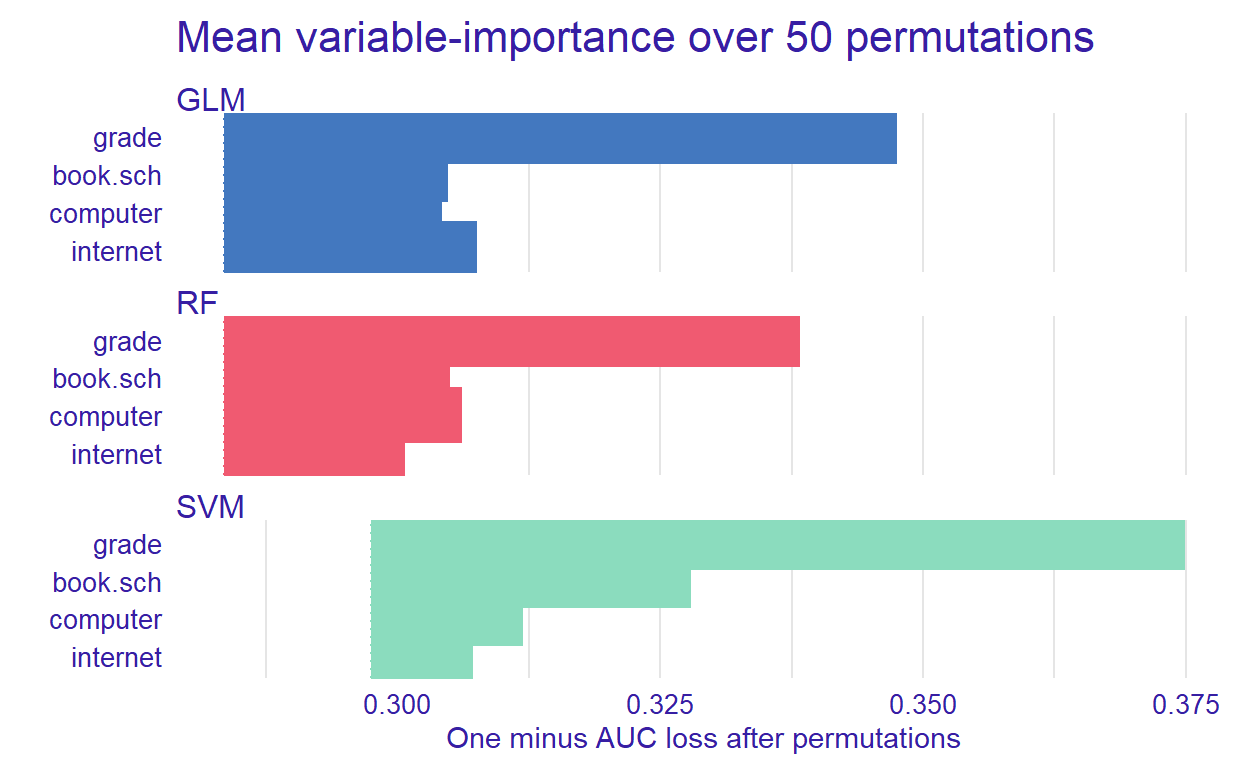 Mean variable-importance over 50 permutations
GLM
grade
book.sch
computer
internet
RF
grade
book.sch
computer
internet
SVM
grade
book.sch
computer
internet
0.300 0.325 0.350 0.375
One minus AUC loss after permutations